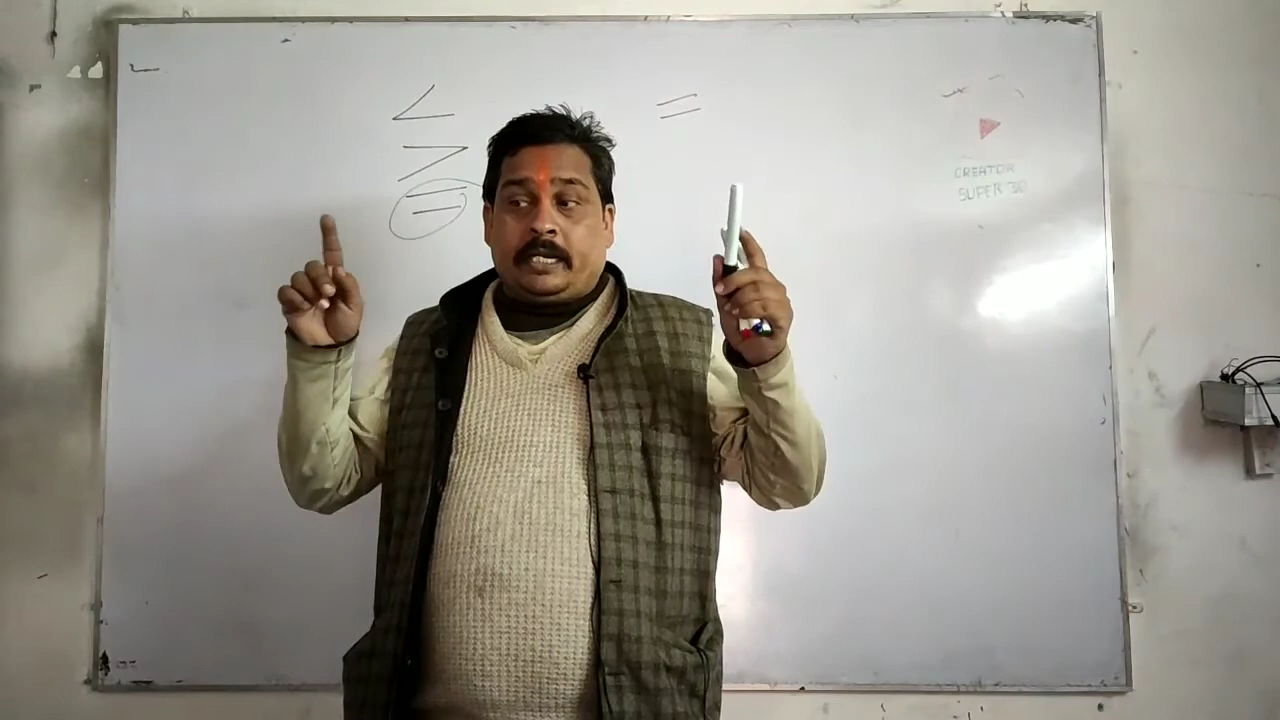 < =
>
=
CREATOR
SUPER 30